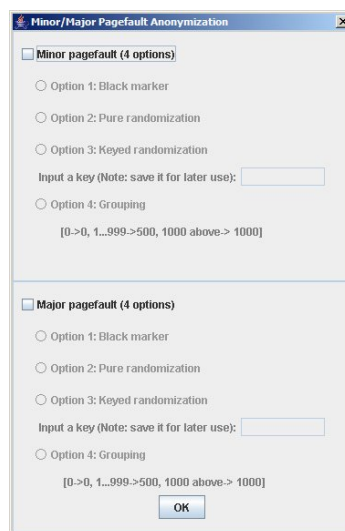 Minor/Major Pagefault Anonymization
Minor pagefault (4 options)
Option 1: Black marker
Option 2: Pure randomization
Option 3: Keyed randomization
Input a key (Note: save it for later use):
Option 4: Grouping
[0->0, 1...999->500, 1000 above-> 1000]
Major pagefault (4 options)
Option 1: Black marker
Option 2: Pure randomization
Option 3: Keyed randomization
Input a key (Note: save it for later use):
Option 4: Grouping
[0->0, 1...999->500, 1000 above-> 1000]
OK